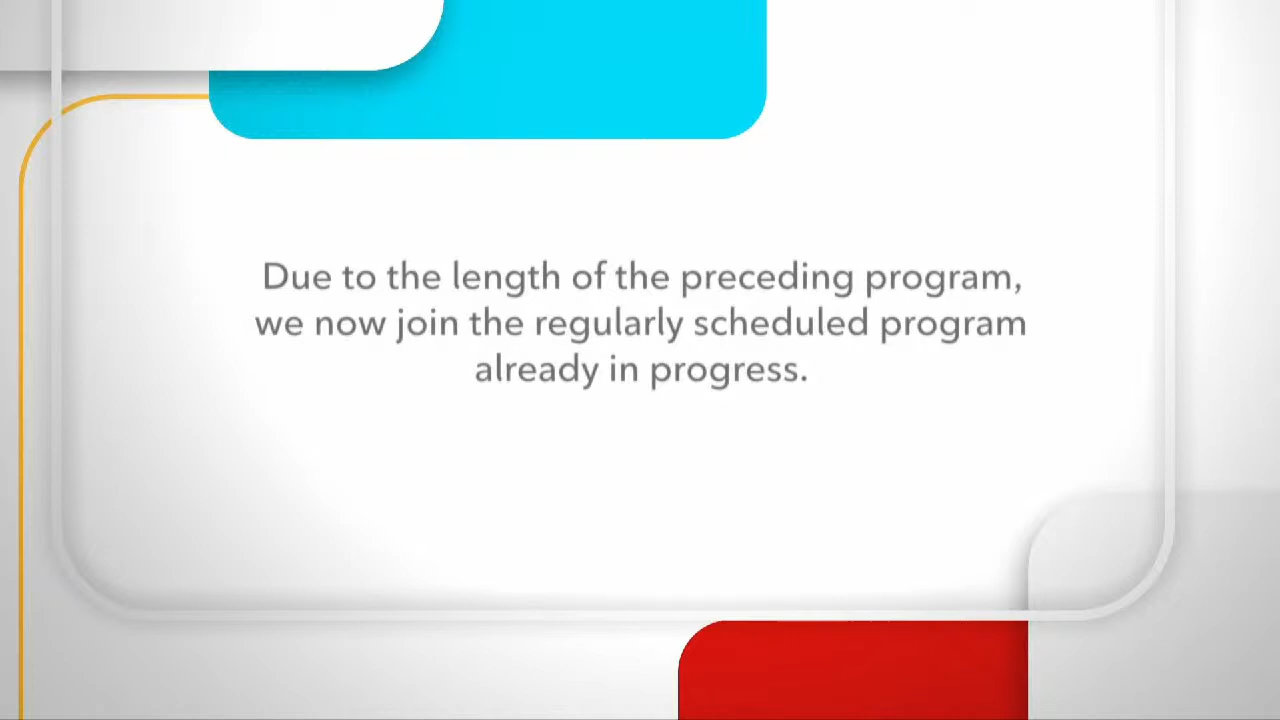 Due to the length of the preceding program,
we now join the regularly scheduled program
already in progress.